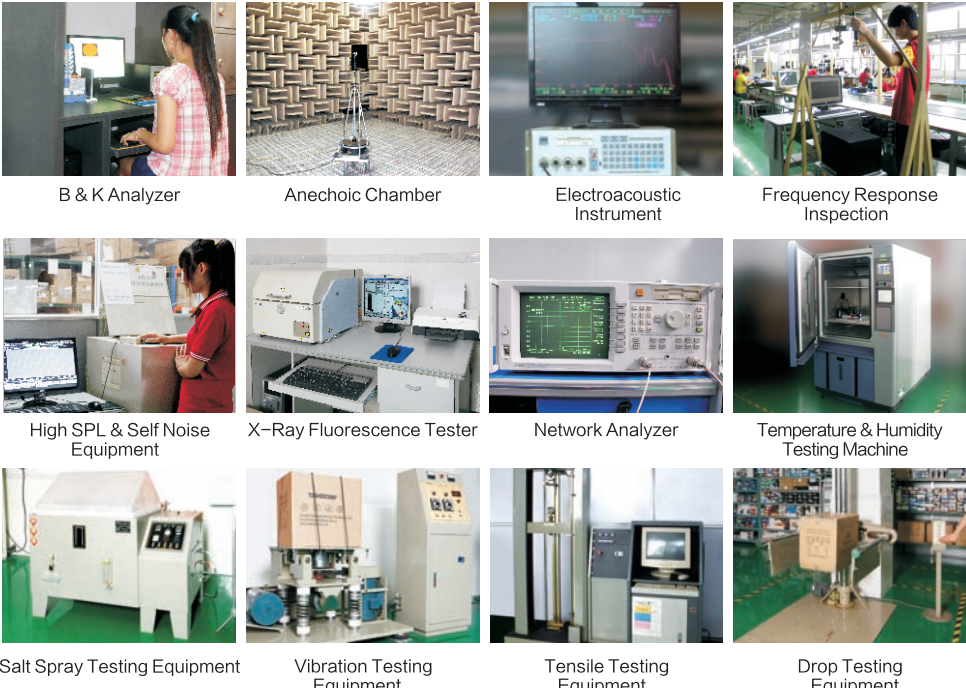 B & K Analyzer
Anechoic Chamber
Electroacoustic
Instrument
Frequency Response
Inspection
High SPL & Self Noise
Equipment
X-Ray Fluorescence Tester
Network Analyzer
Temperature & Humidity
Testing Machine
Salt Spray Testing Equipment
Vibration Testing
Equipment
Tensile Testing
Equipment
Drop Testing
Equipment